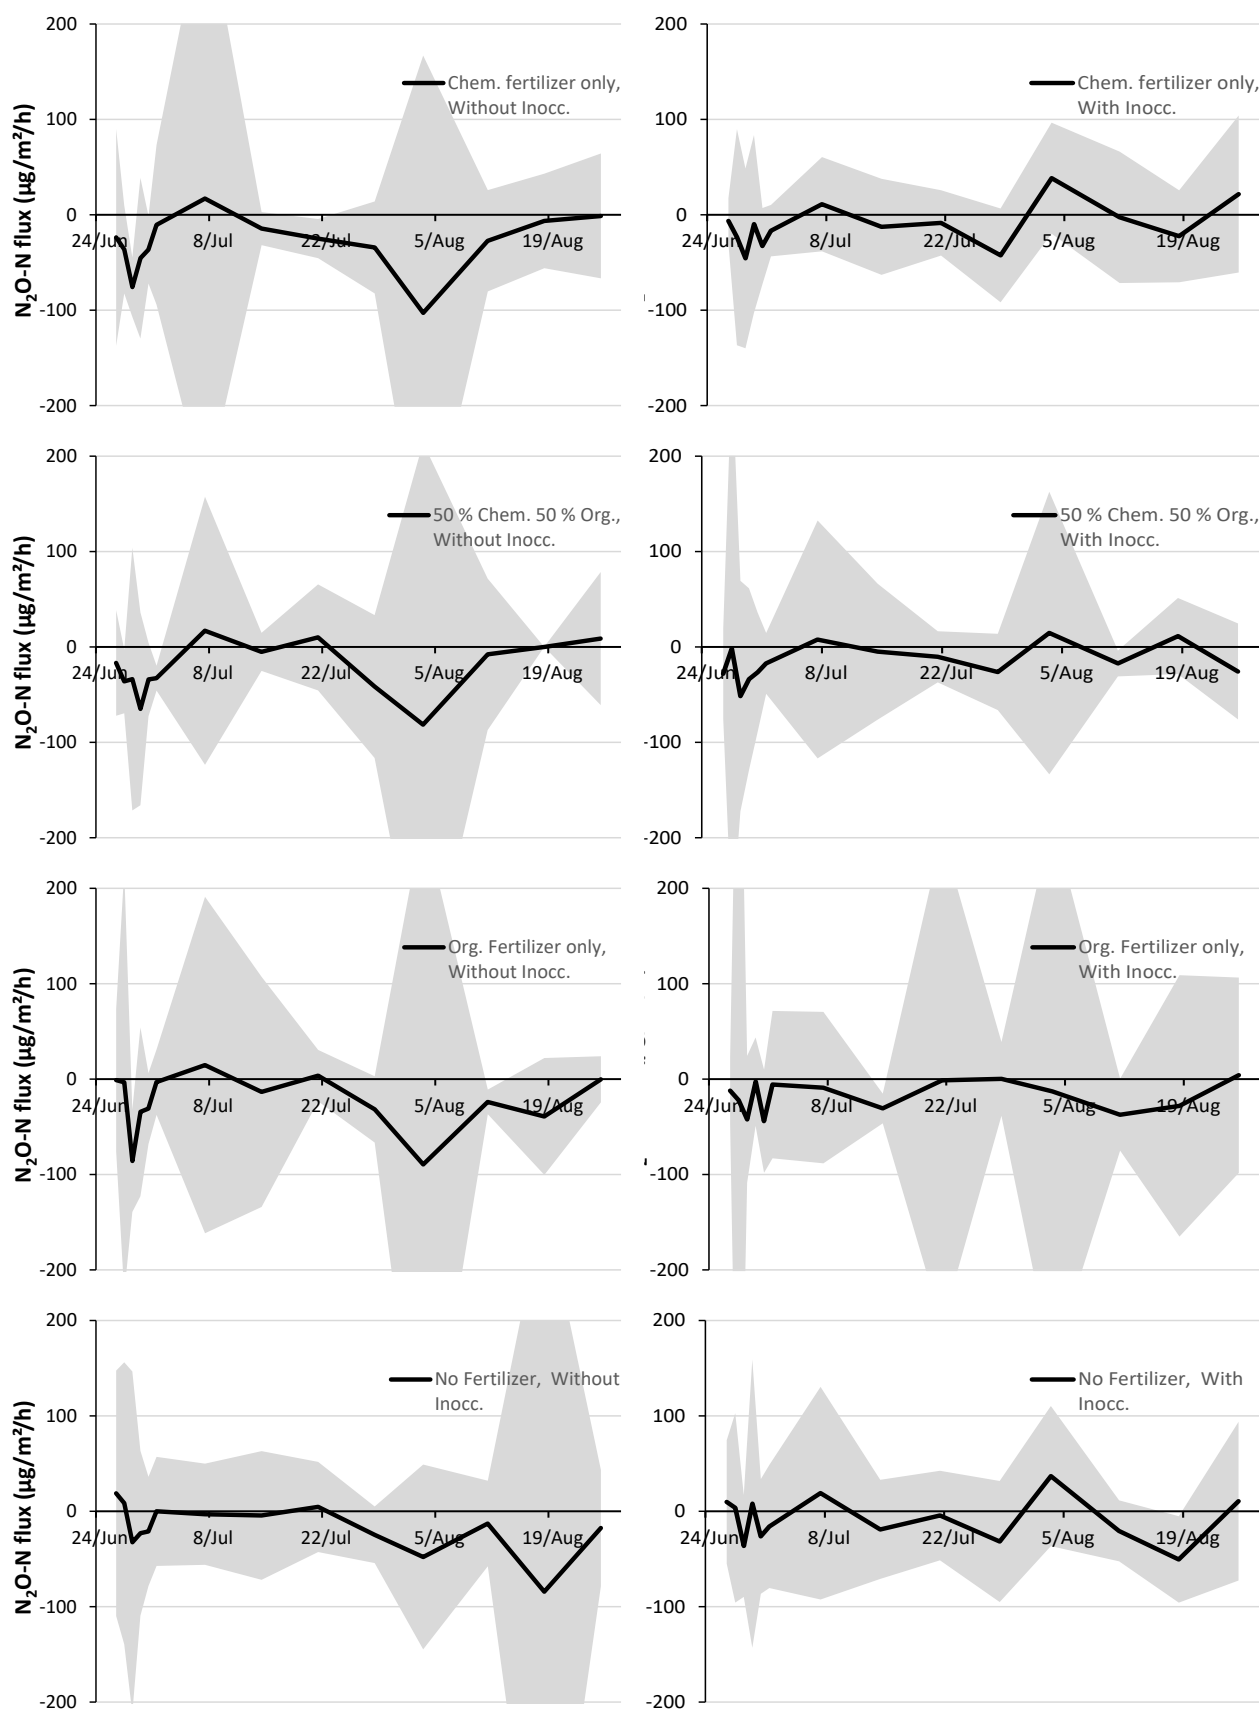 200
100
0
-100
-200
N₂O-N flux (µg/m²/h)
24/Jun 8/Jul 22/Jul 5/Aug 19/Aug
Chem. fertilizer only,
Without Inocc.
200
100
0
-100
-200
24/Jun 8/Jul 22/Jul 5/Aug 19/Aug
Chem. fertilizer only,
With Inocc.
200
100
0
-100
-200
N₂O-N flux (µg/m²/h)
24/Jun 8/Jul 22/Jul 5/Aug 19/Aug
50 % Chem. 50 % Org.,
Without Inocc.
200
100
0
-100
-200
24/Jun 8/Jul 22/Jul 5/Aug 19/Aug
50 % Chem. 50 % Org.,
With Inocc.
200
100
0
-100
-200
N₂O-N flux (µg/m²/h)
24/Jun 8/Jul 22/Jul 5/Aug 19/Aug
Org. Fertilizer only,
Without Inocc.
200
100
0
-100
-200
24/Jun 8/Jul 22/Jul 5/Aug 19/Aug
Org. Fertilizer only,
With Inocc.
200
100
0
-100
-200
N₂O-N flux (µg/m²/h)
24/Jun 8/Jul 22/Jul 5/Aug 19/Aug
No Fertilizer, Without
Inocc.
200
100
0
-100
-200
24/Jun 8/Jul 22/Jul 5/Aug 19/Aug
No Fertilizer, With
Inocc.